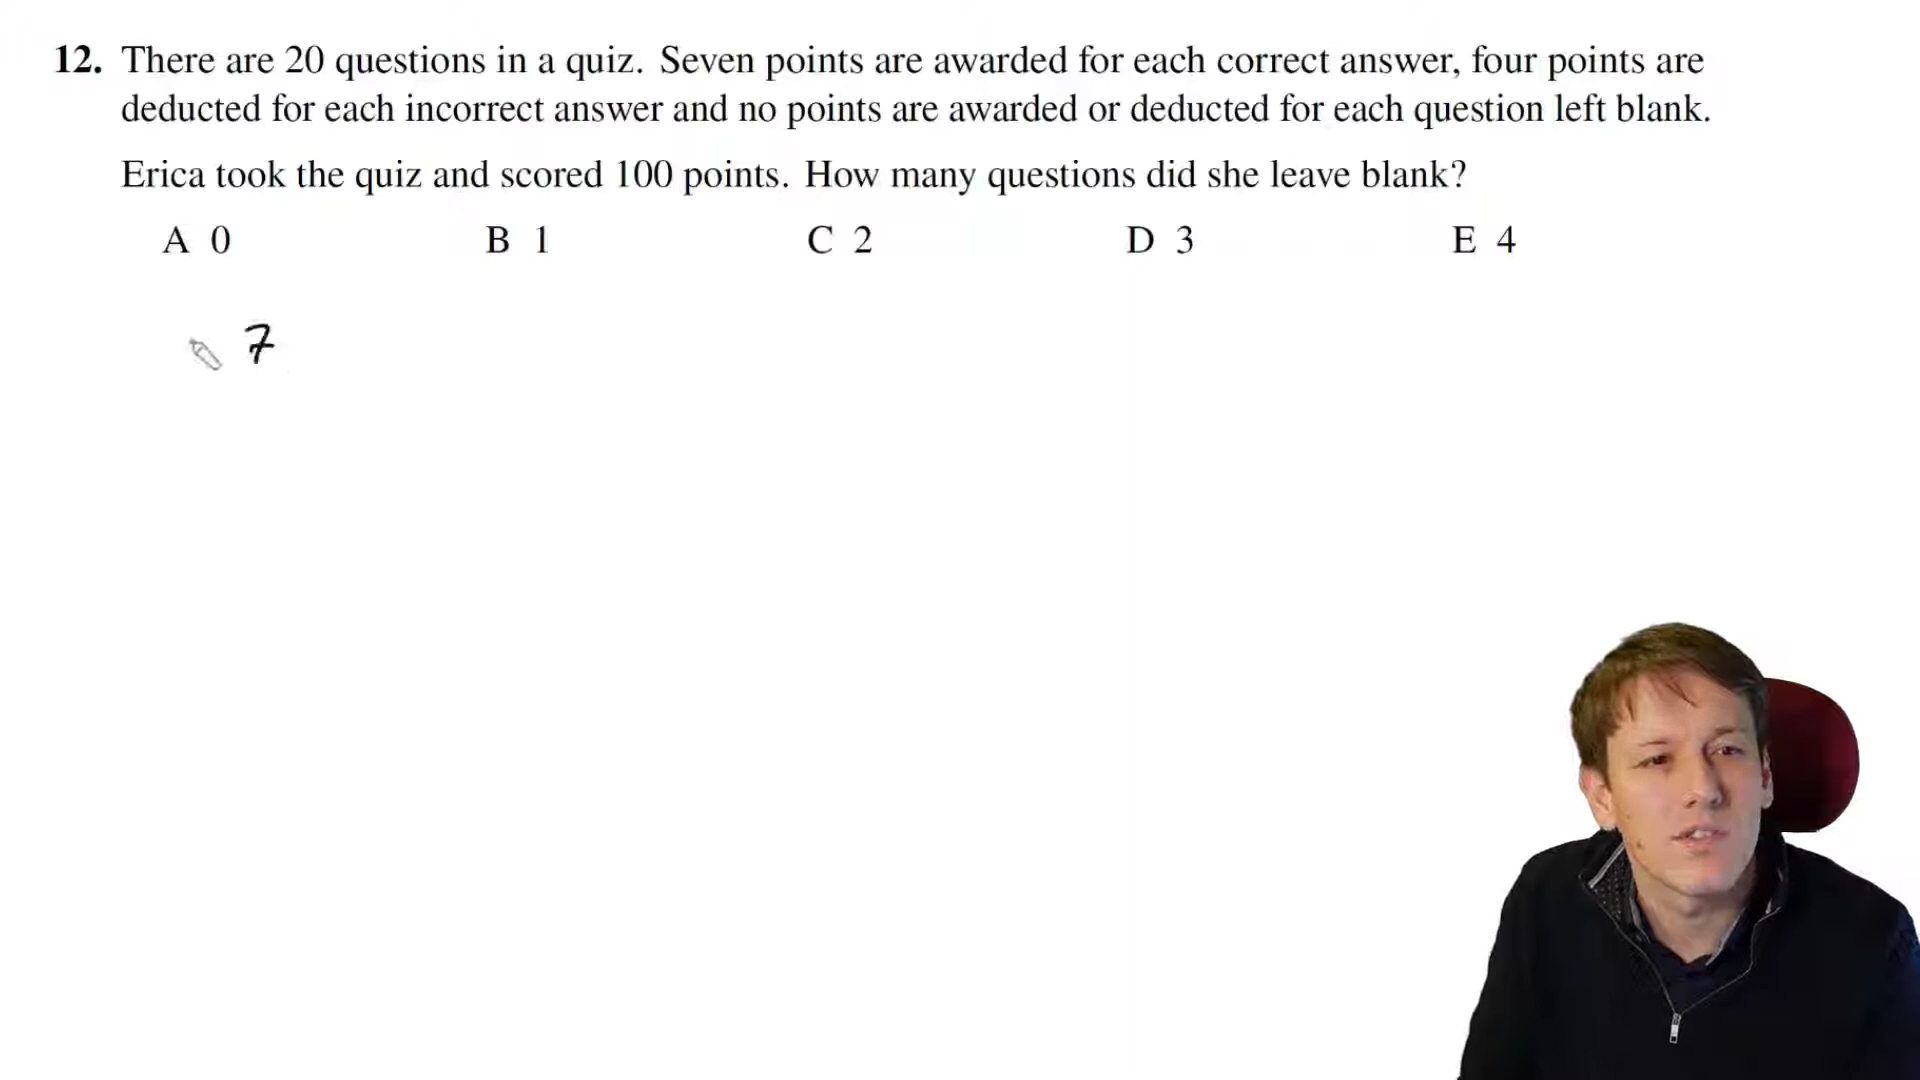 12. There are 20 questions in a quiz. Seven points are awarded for each correct answer, four points are
deducted for each incorrect answer and no points are awarded or deducted for each question left blank.
Erica took the quiz and scored 100 points. How many questions did she leave blank?
A 0 B 1 C 2 D 3 E 4
7